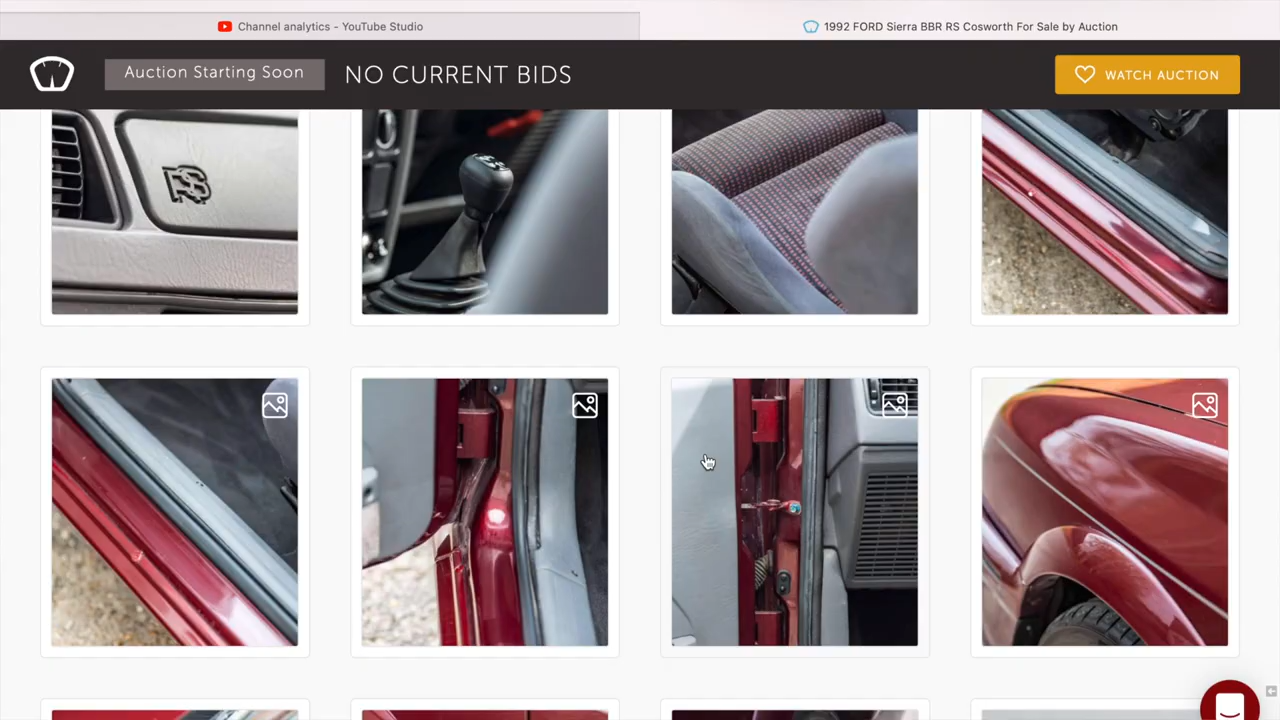 Channel analytics - YouTube Studio
1992 FORD Sierra BBR RS Cosworth For Sale by Auction
Auction Starting Soon
NO CURRENT BIDS
WATCH AUCTION
RS